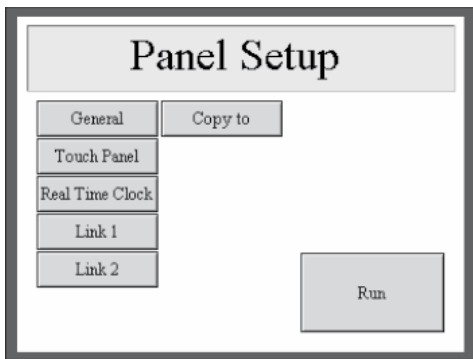 Panel Setup
General
Copy to
Touch Panel
Real Time Clock
Link 1
Link 2
Run